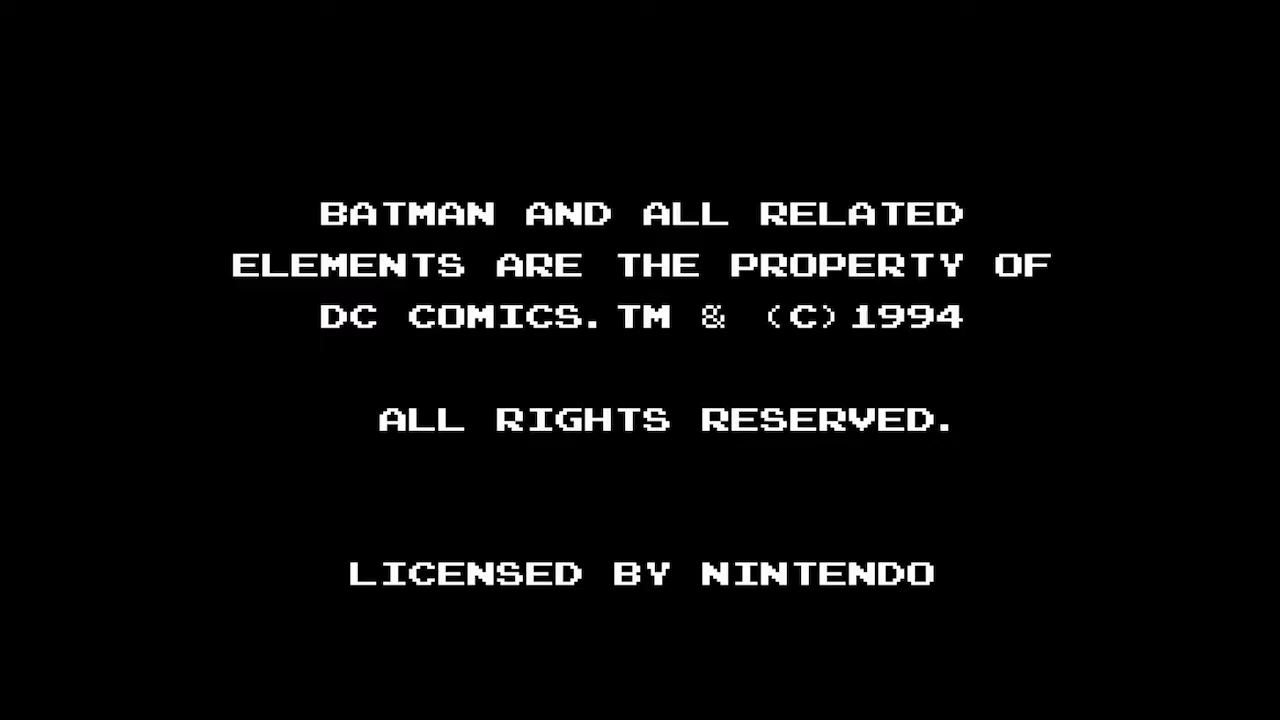 BATMAN AND ALL RELATED
ELEMENTS ARE THE PROPERTY OF
DC COMICS.TM & (C)1994
ALL RIGHTS RESERVED.
LICENSED BY NINTENDO